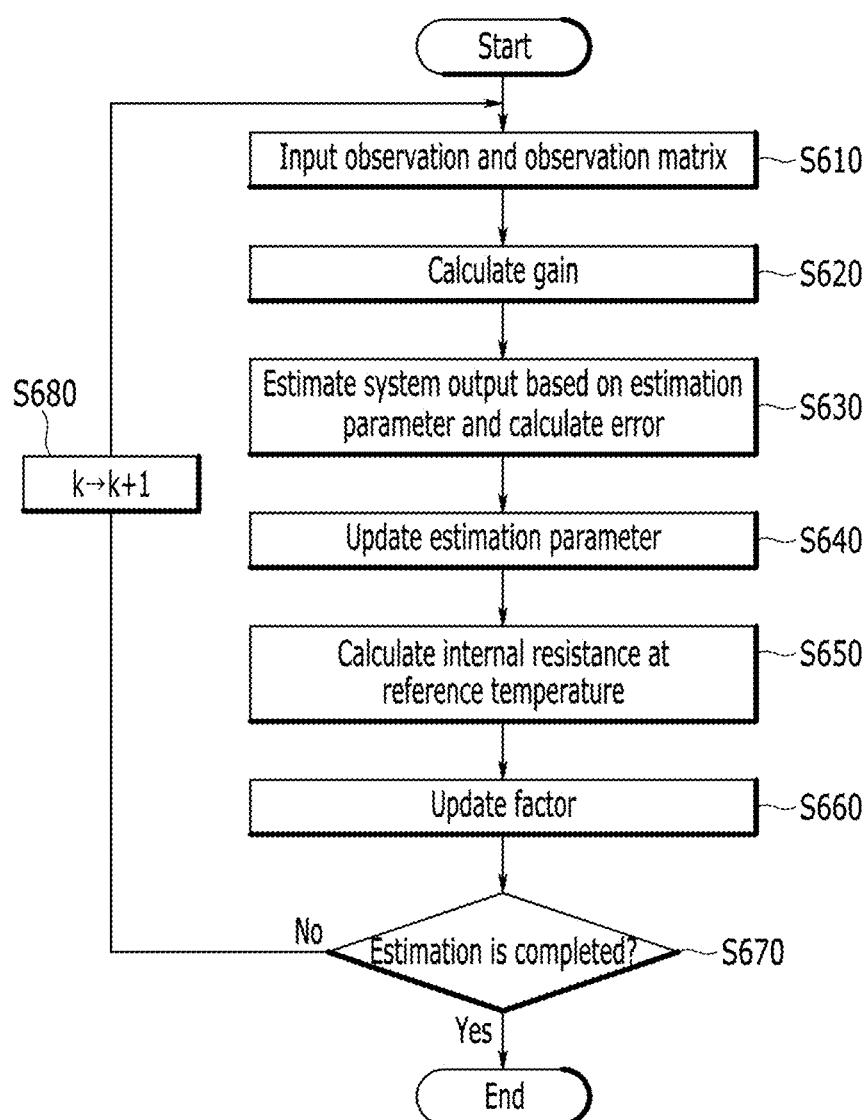 Start
Input observation and observation matrix
S610
Calculate gain
S620
Estimate system output based on estimation
parameter and calculate error
S630
S680
k→k+1
Update estimation parameter
S640
Calculate internal resistance at
reference temperature
S650
Update factor
S660
No
Estimation is completed?
S670
Yes
End